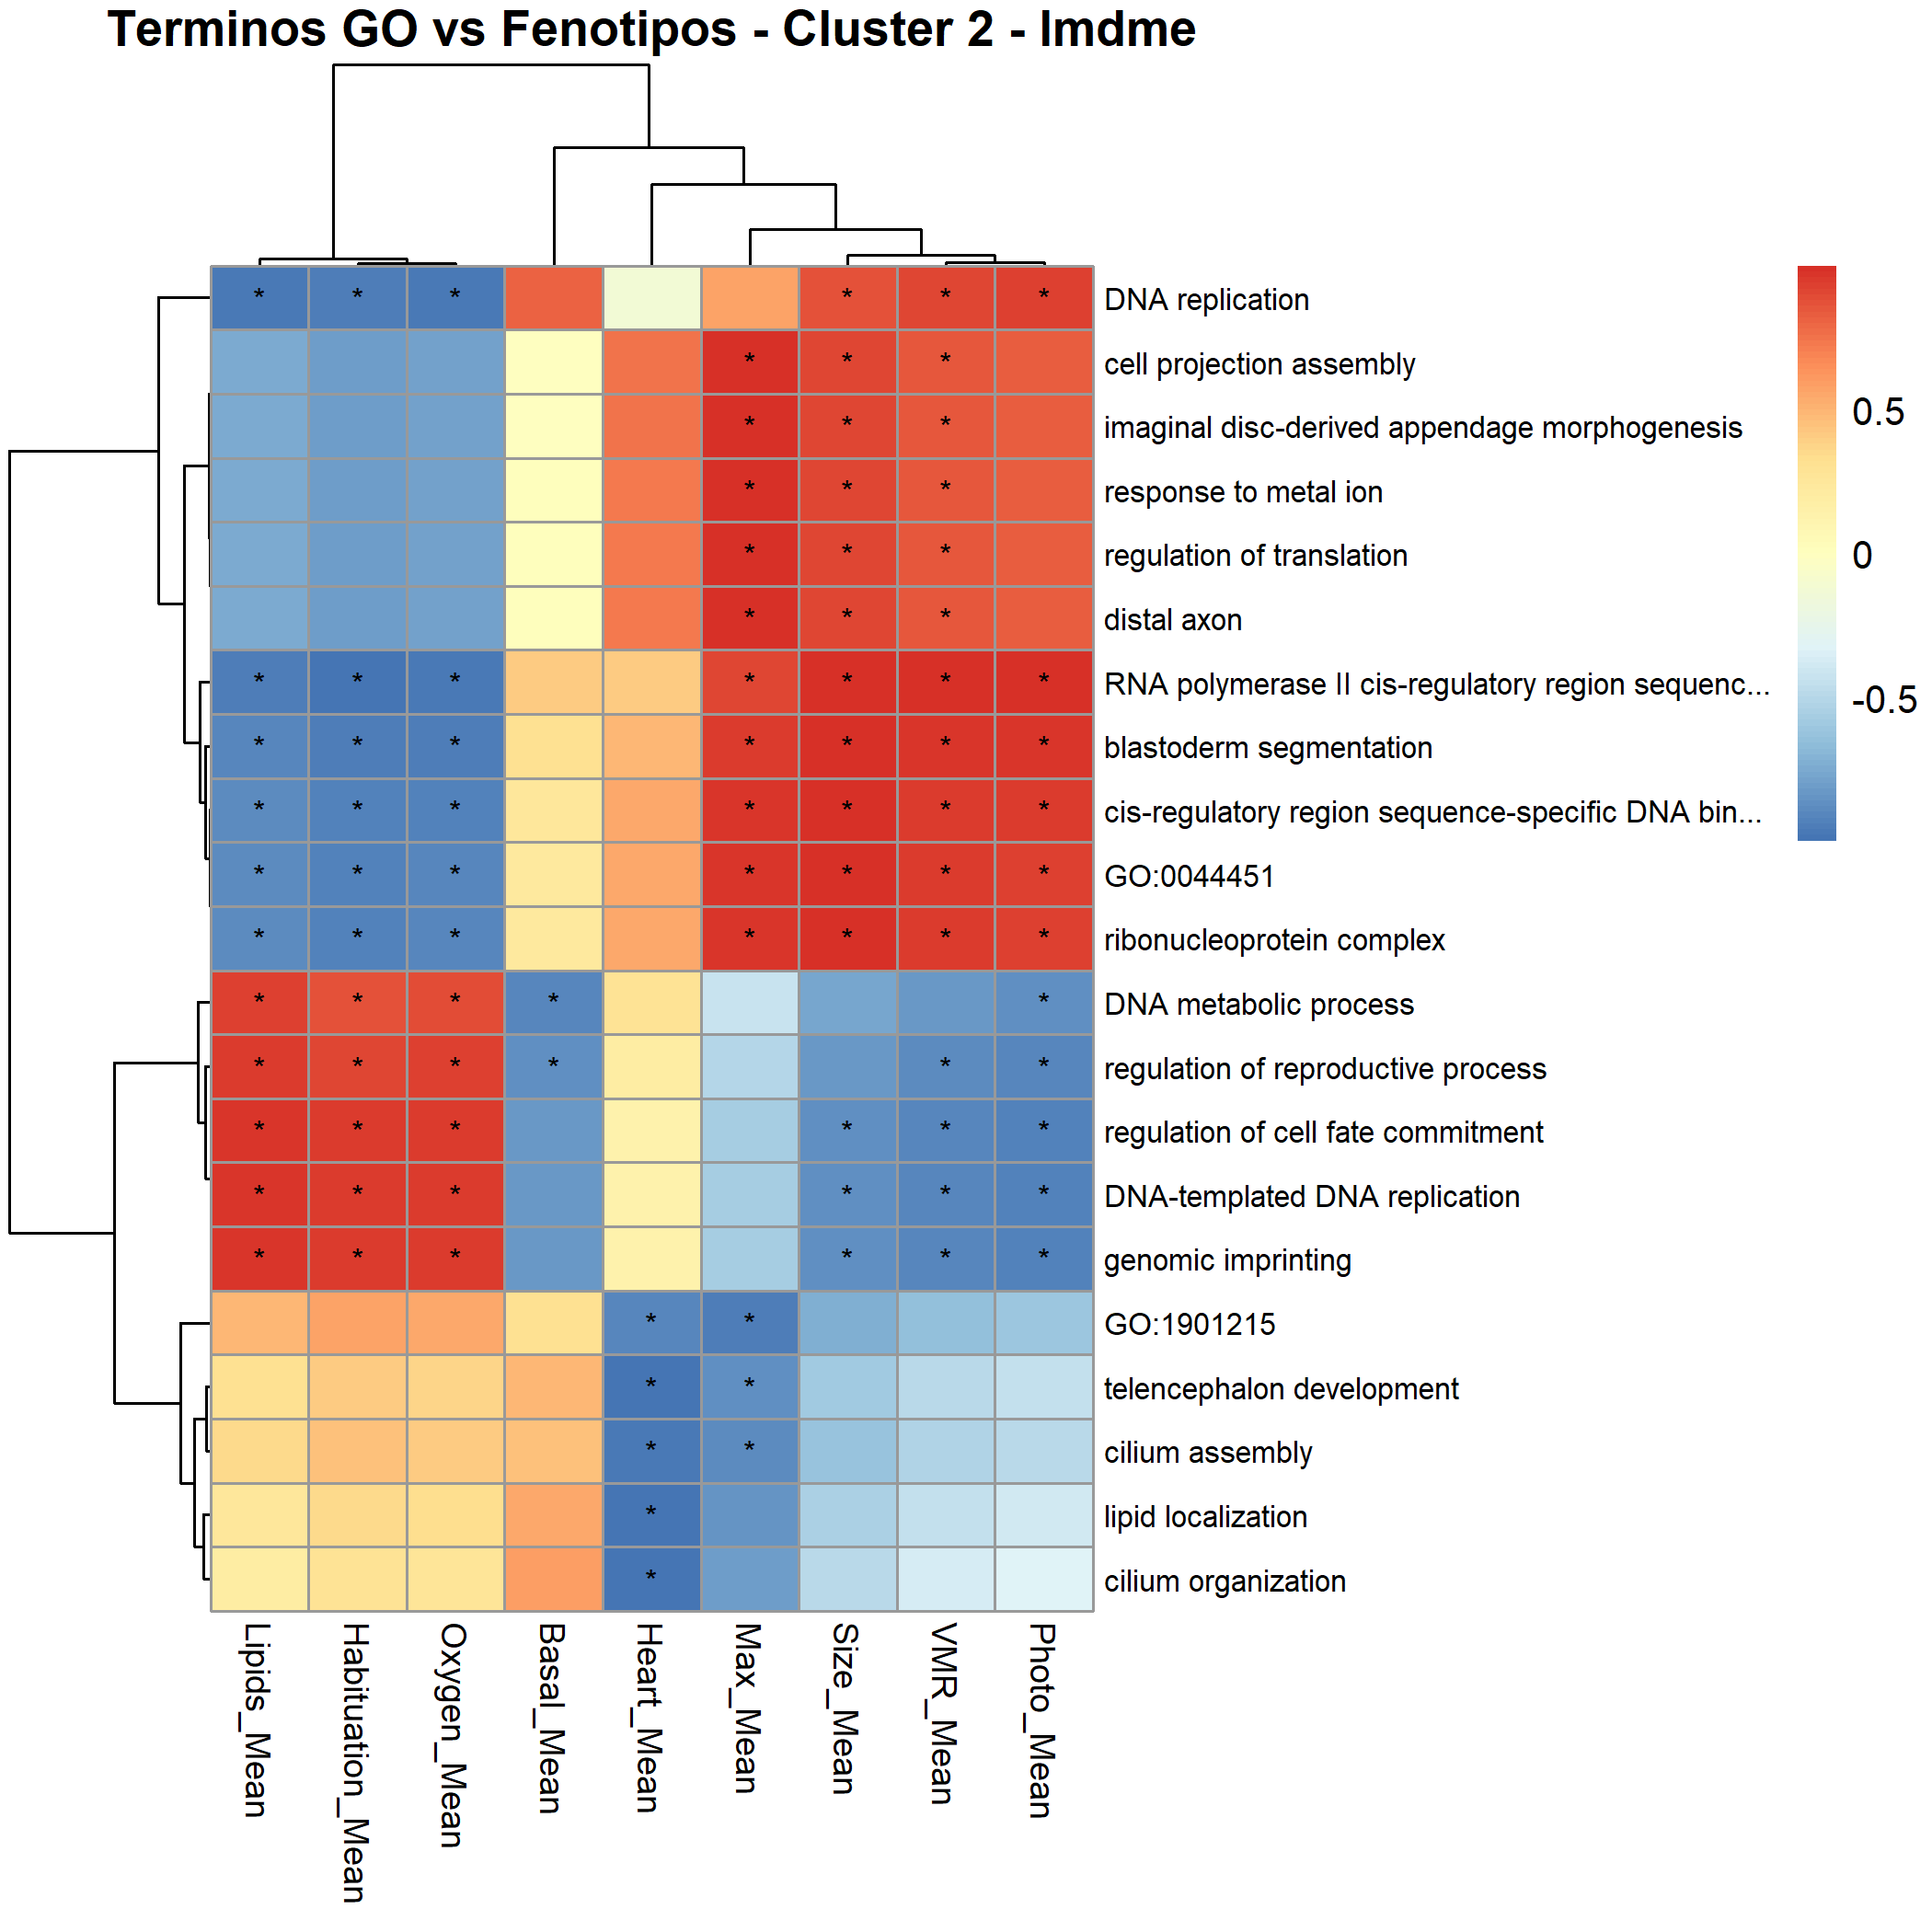 Terminos GO vs Fenotipos - Cluster 2 - lmdme
* * * * * * DNA replication
* * * cell projection assembly
* * * imaginal disc-derived appendage morphogenesis
* * * response to metal ion
* * * regulation of translation
* * * distal axon
* * * * * * * RNA polymerase II cis-regulatory region sequenc...
* * * * * * * blastoderm segmentation
* * * * * * * cis-regulatory region sequence-specific DNA bin...
* * * * * * * GO:0044451
* * * * * * * ribonucleoprotein complex
* * * * * DNA metabolic process
* * * * * * regulation of reproductive process
* * * * * * regulation of cell fate commitment
* * * * * * DNA-templated DNA replication
* * * * * * genomic imprinting
* * GO:1901215
* * telencephalon development
* * cilium assembly
* lipid localization
* cilium organization
0.5
0
-0.5
Lipids_Mean
Habituation_Mean
Oxygen_Mean
Basal_Mean
Heart_Mean
Max_Mean
Size_Mean
VMR_Mean
Photo_Mean